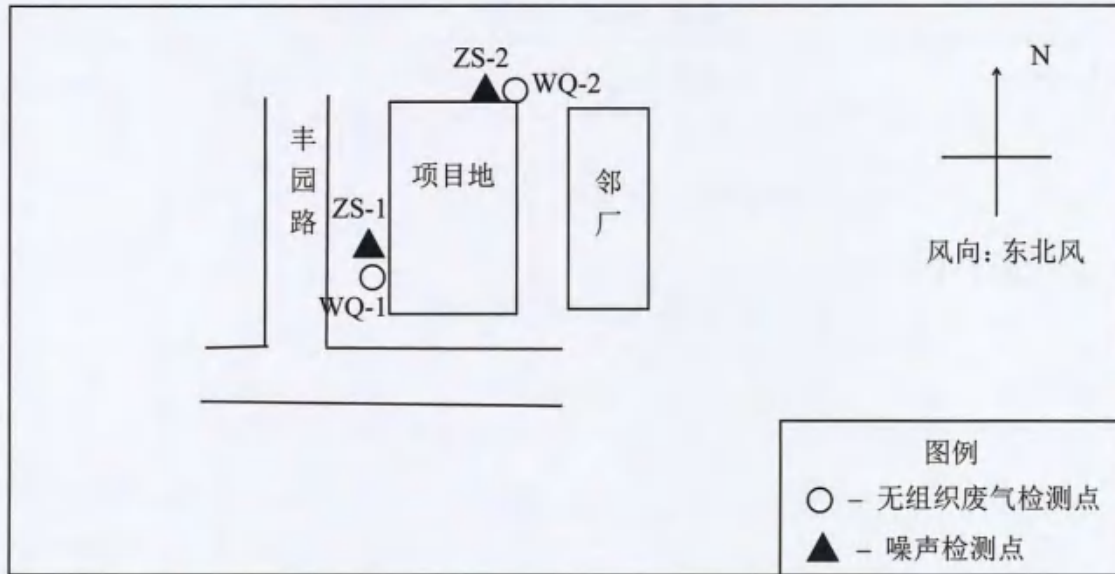 ZS-2
WQ-2
N
丰园路
项目地
邻厂
ZS-1
WQ-1
风向：东北风
图例
○ – 无组织废气检测点
▲ – 噪声检测点